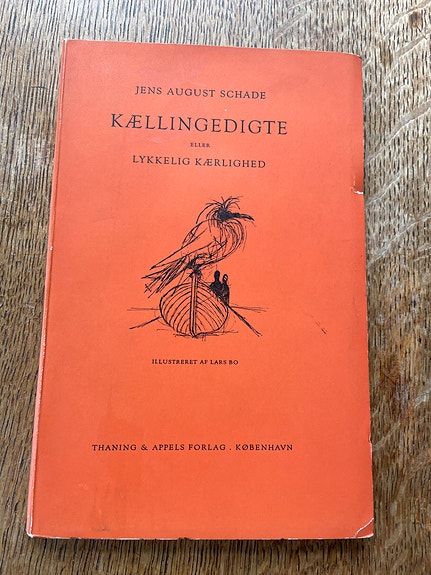 JENS AUGUST SCHADE
KÆLLINGEDIGTE
ELLER
LYKKELIG KÆRLIGHED
ILLUSTRERET AF LARS BO
THANING & APPELS FORLAG . KØBENHAVN